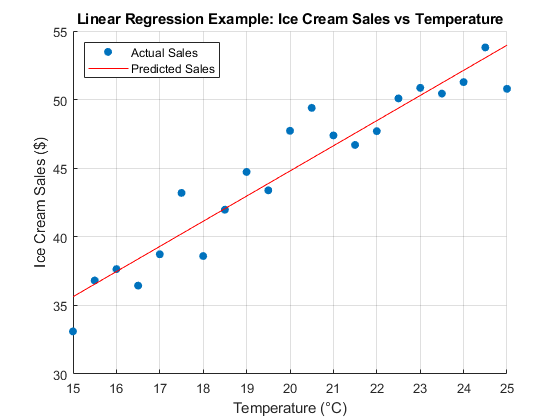 Linear Regression Example: Ice Cream Sales vs Temperature
Actual Sales
Predicted Sales
Ice Cream Sales ($)
55
50
45
40
35
30
15 16 17 18 19 20 21 22 23 24 25
Temperature (°C)